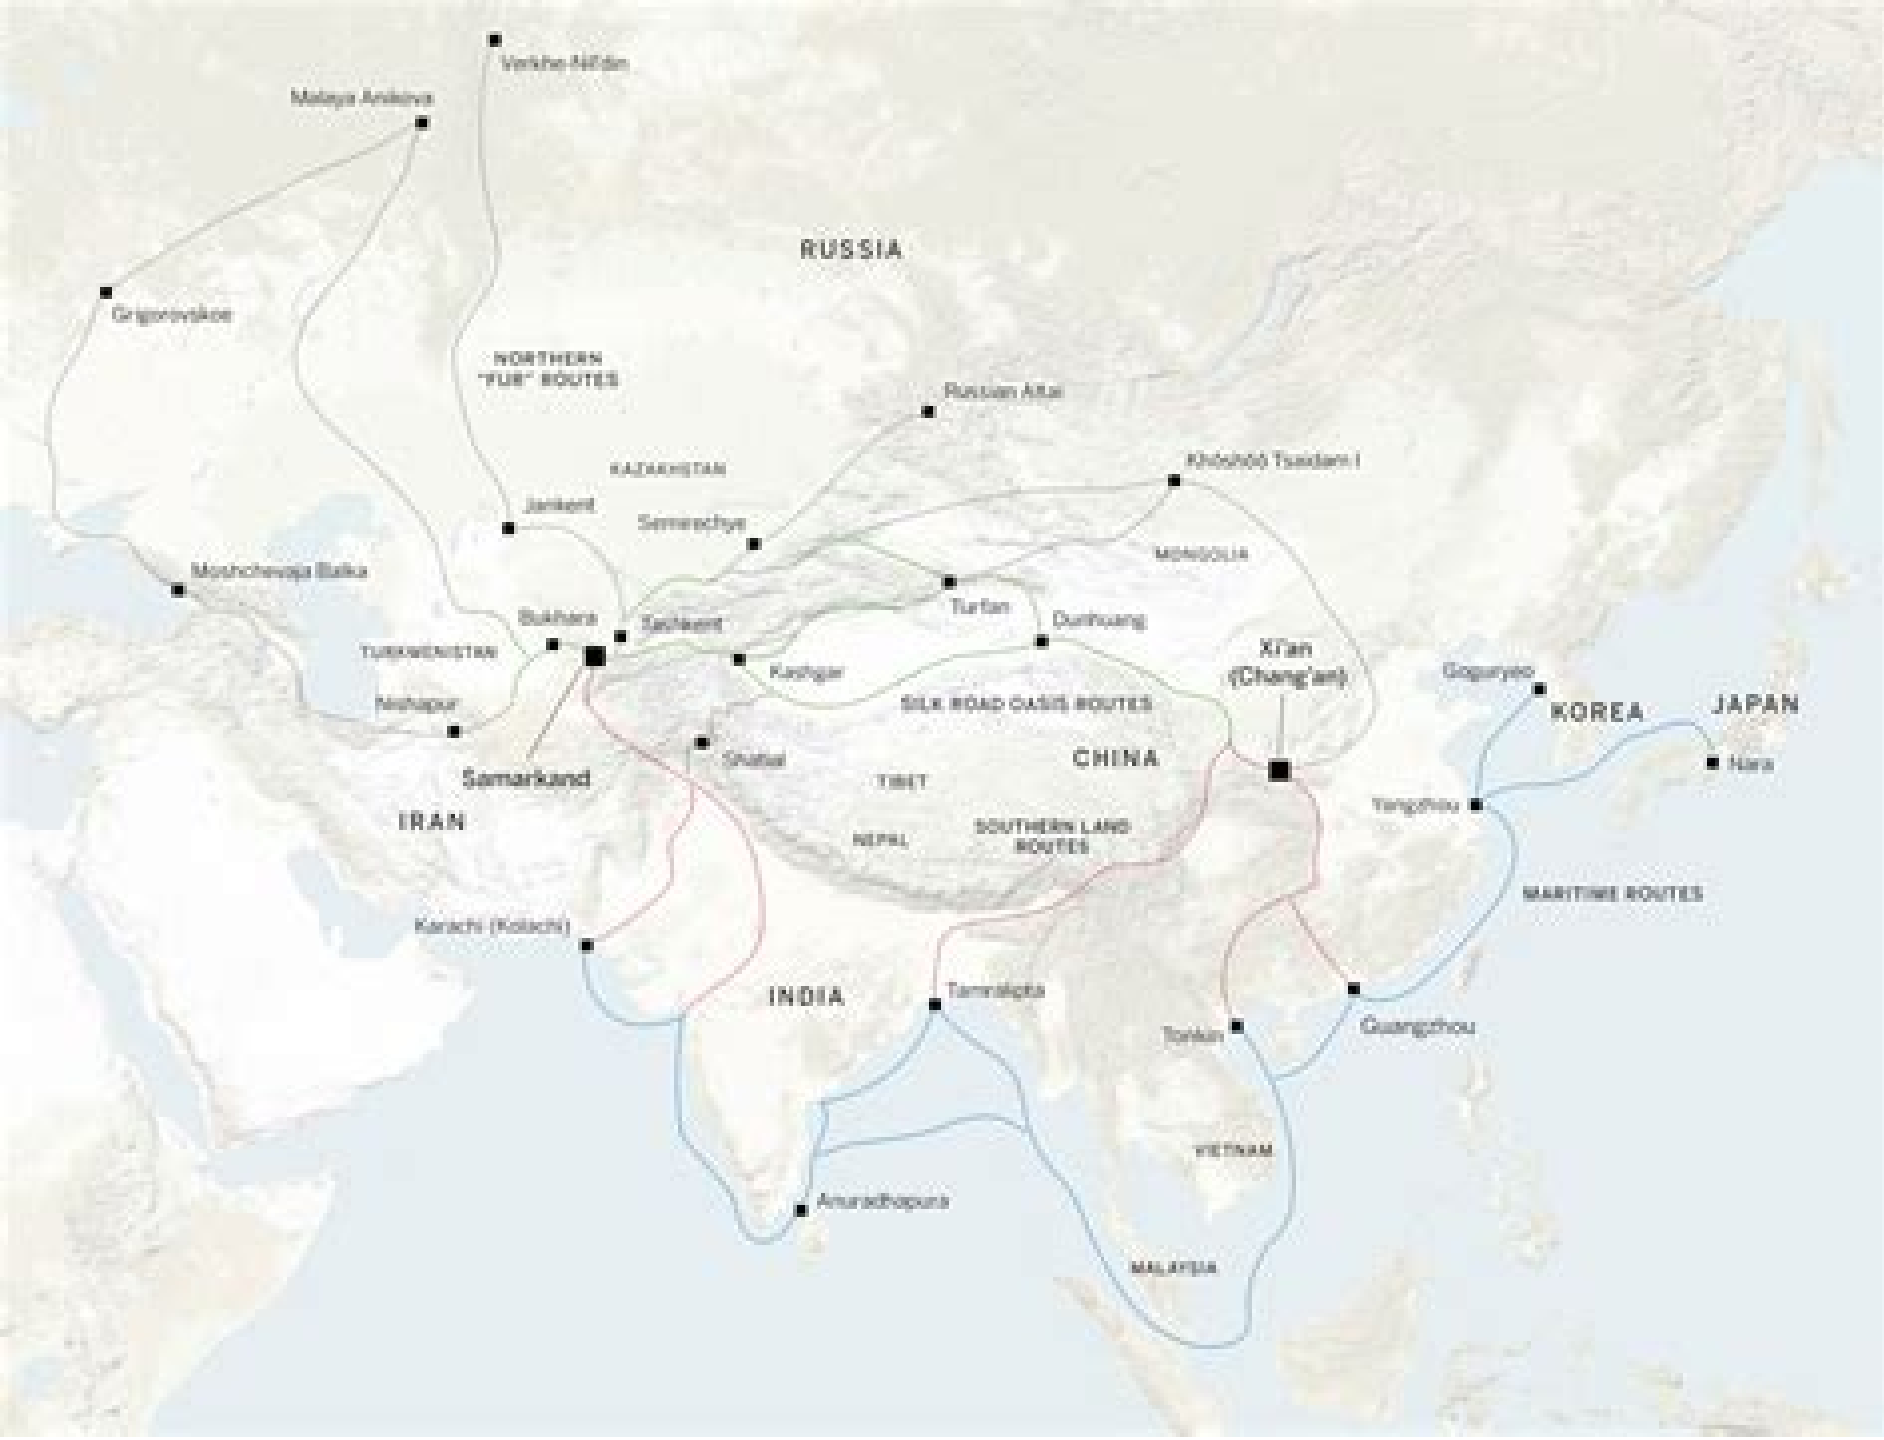 Verkhe-Nil'din
Malaya Anikova
RUSSIA
Grigorovskoe
NORTHERN
"FUR" ROUTES
Russian Altai
KAZAKHSTAN
Khöshöö Tsaidam I
Jankent
Semirechye
MONGOLIA
Moshchevaja Balka
Turfan
Bukhara
Tashkent
Dunhuang
TURKMENISTAN
Xi'an
(Chang'an)
Kashgar
Goguryeo
Nishapur
SILK ROAD OASIS ROUTES
KOREA
JAPAN
Shatial
CHINA
Nara
Samarkand
TIBET
Yangzhou
IRAN
NEPAL
SOUTHERN LAND
ROUTES
MARITIME ROUTES
Karachi (Kolachi)
INDIA
Tamralipta
Tonkin
Guangzhou
VIETNAM
Anuradhapura
MALAYSIA